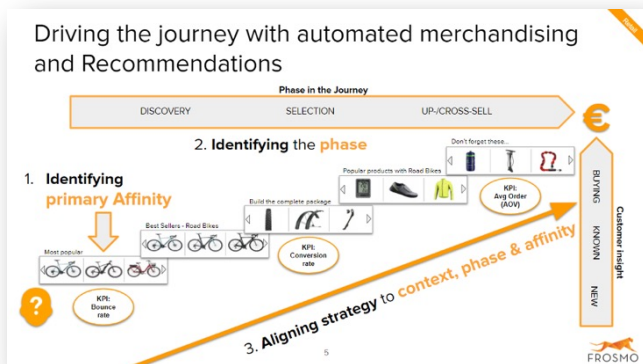 Driving the journey with automated merchandising
and Recommendations
Phase in the Journey
DISCOVERY
SELECTION
UP-/CROSS-SELL
€
2. Identifying the phase
Don't forget these...
1. Identifying
primary Affinity
Popular products with Road Bikes
Build the complete package
Best Sellers - Road Bikes
Most popular
KPI:
Avg Order
(AOV)
KPI:
Conversion
rate
KPI:
Bounce
rate
?
3. Aligning strategy to context, phase & affinity
BUYING
KNOWN
NEW
Customer insight
5
FROSMO